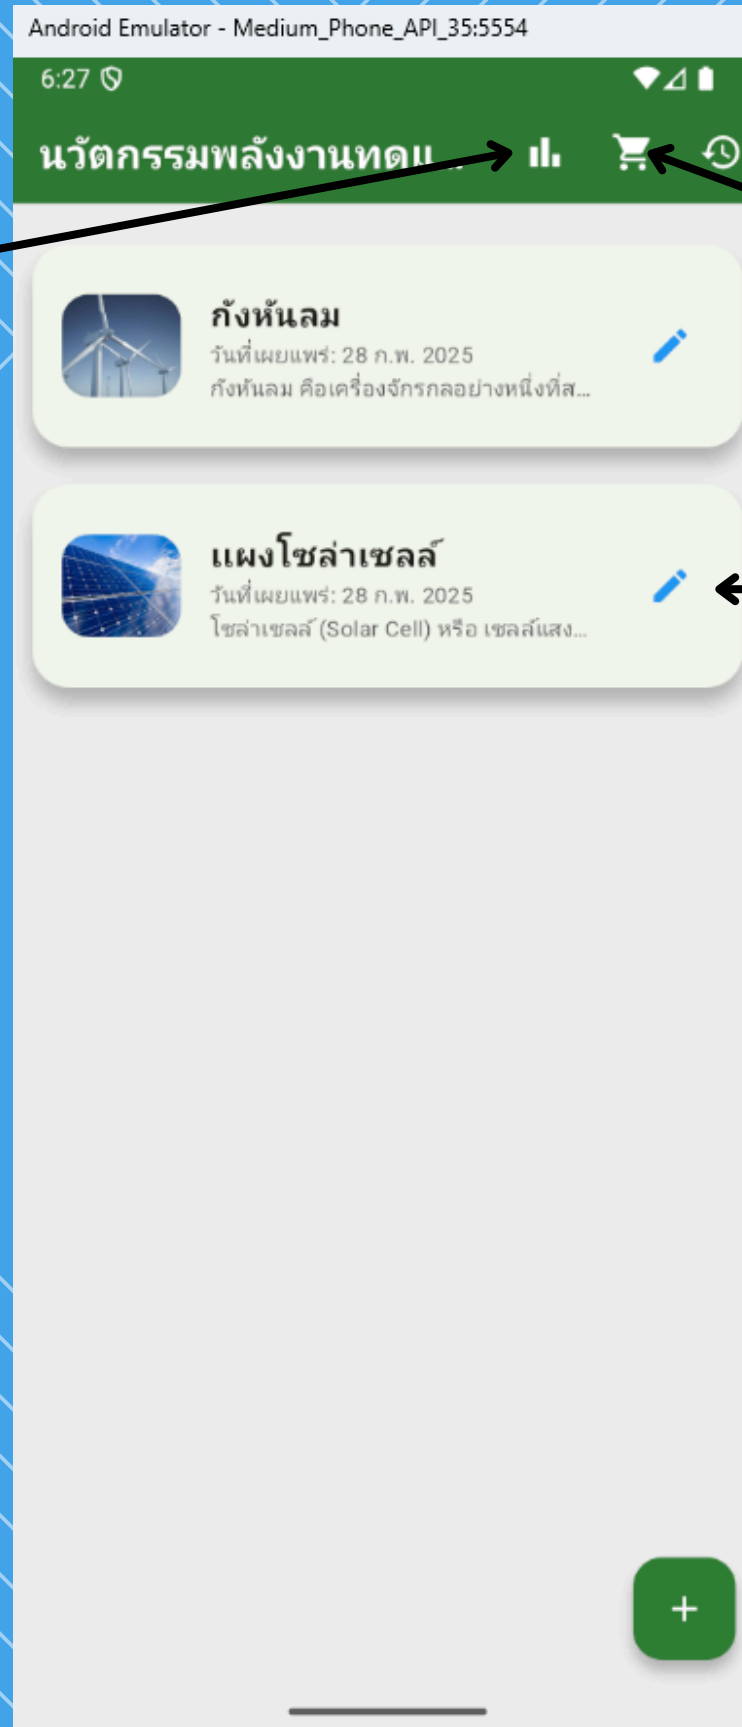 Android Emulator - Medium_Phone_API_35:5554
6:27
นวัตกรรมพลังงานทดแ...
กังหันลม
วันที่เผยแพร่: 28 ก.พ. 2025
กังหันลม คือเครื่องจักรกลอย่างหนึ่งที่ส...
แผงโซล่าเซลล์
วันที่เผยแพร่: 28 ก.พ. 2025
โซล่าเซลล์ (Solar Cell) หรือ เซลล์แสง...
+